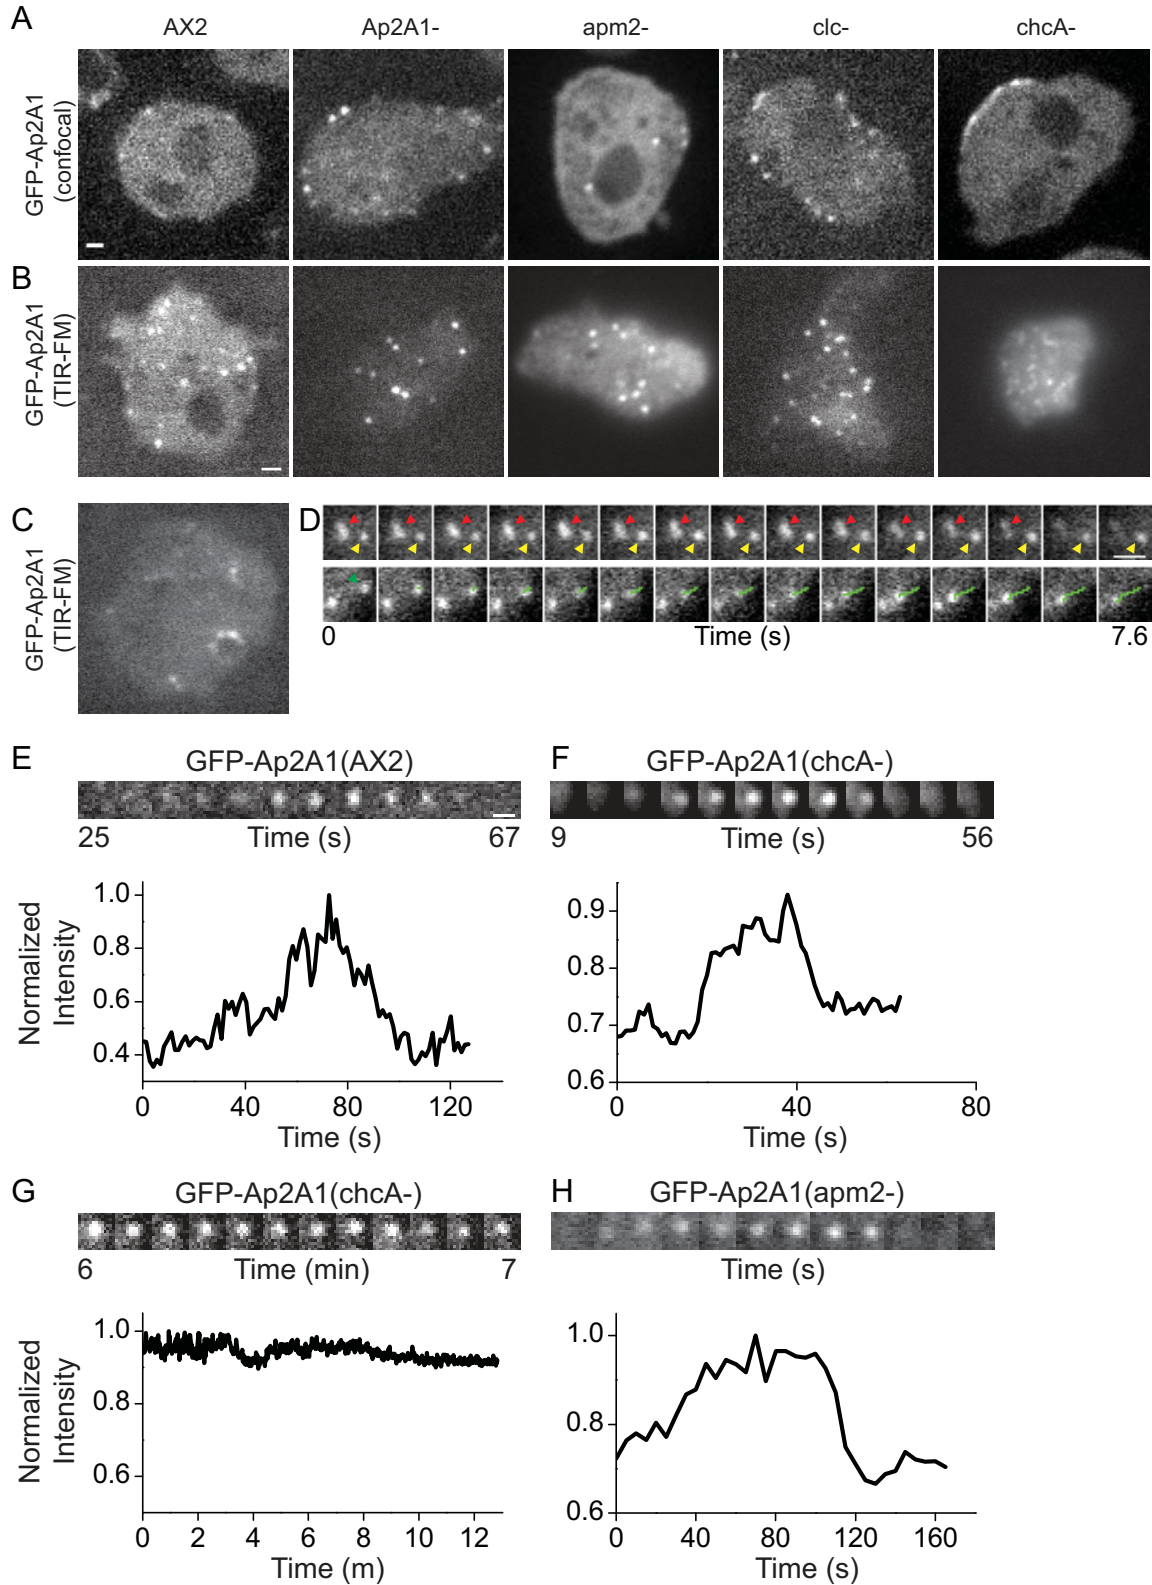 A
AX2 Ap2A1- apm2- clc- chcA-
GFP-Ap2A1
(confocal)
B
GFP-Ap2A1
(TIR-FM)
C
GFP-Ap2A1
(TIR-FM)
D
0 Time (s) 7.6
E
GFP-Ap2A1(AX2)
25 Time (s) 67
Normalized
Intensity
1.0
0.8
0.6
0.4
0 40 80 120
Time (s)
F
GFP-Ap2A1(chcA-)
9 Time (s) 56
0.9
0.8
0.7
0.6
0 40 80
Time (s)
G
GFP-Ap2A1(chcA-)
6 Time (min) 7
Normalized
Intensity
1.0
0.8
0.6
0 2 4 6 8 10 12
Time (m)
H
GFP-Ap2A1(apm2-)
Time (s)
1.0
0.8
0.6
0 40 80 120 160
Time (s)